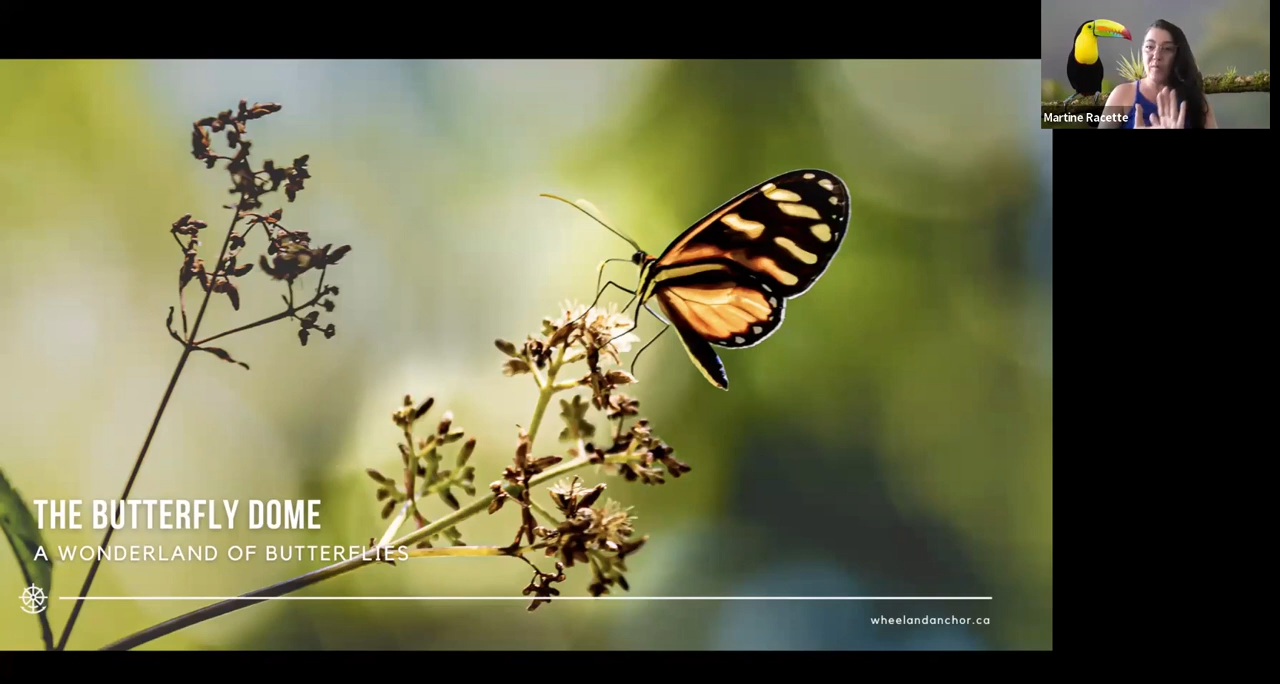 Martine Racette
THE BUTTERFLY DOME
A WONDERLAND OF BUTTERFLIES
wheelandanchor.ca